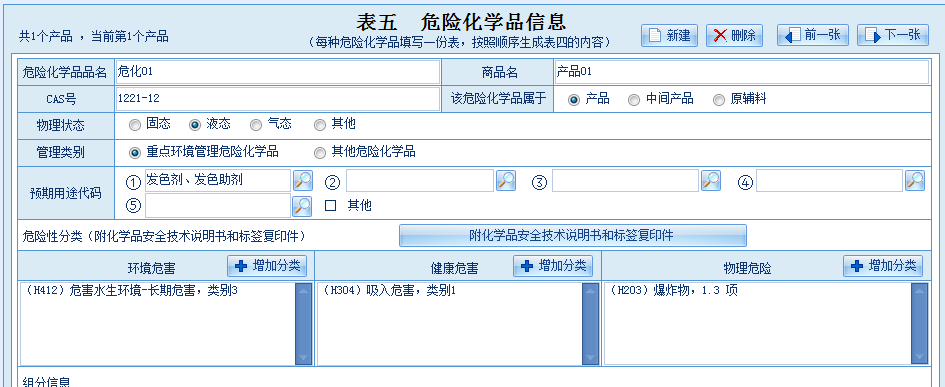 表五 危险化学品信息
共1个产品 ，当前第1个产品
（每种危险化学品填写一份表，按照顺序生成表四的内容）
新建 删除 前一张 下一张
危险化学品品名 危化01 商品名 产品01
CAS号 1221-12 该危险化学品属于 产品 中间产品 原辅料
物理状态 固态 液态 气态 其他
管理类别 重点环境管理危险化学品 其他危险化学品
预期用途代码 ① 发色剂、发色助剂 ② ③ ④
⑤ 其他
危险性分类（附化学品安全技术说明书和标签复印件） 附化学品安全技术说明书和标签复印件
环境危害 增加分类 健康危害 增加分类 物理危险 增加分类
（H412）危害水生环境-长期危害，类别3 （H304）吸入危害，类别1 （H203）爆炸物，1.3 项
组分信息